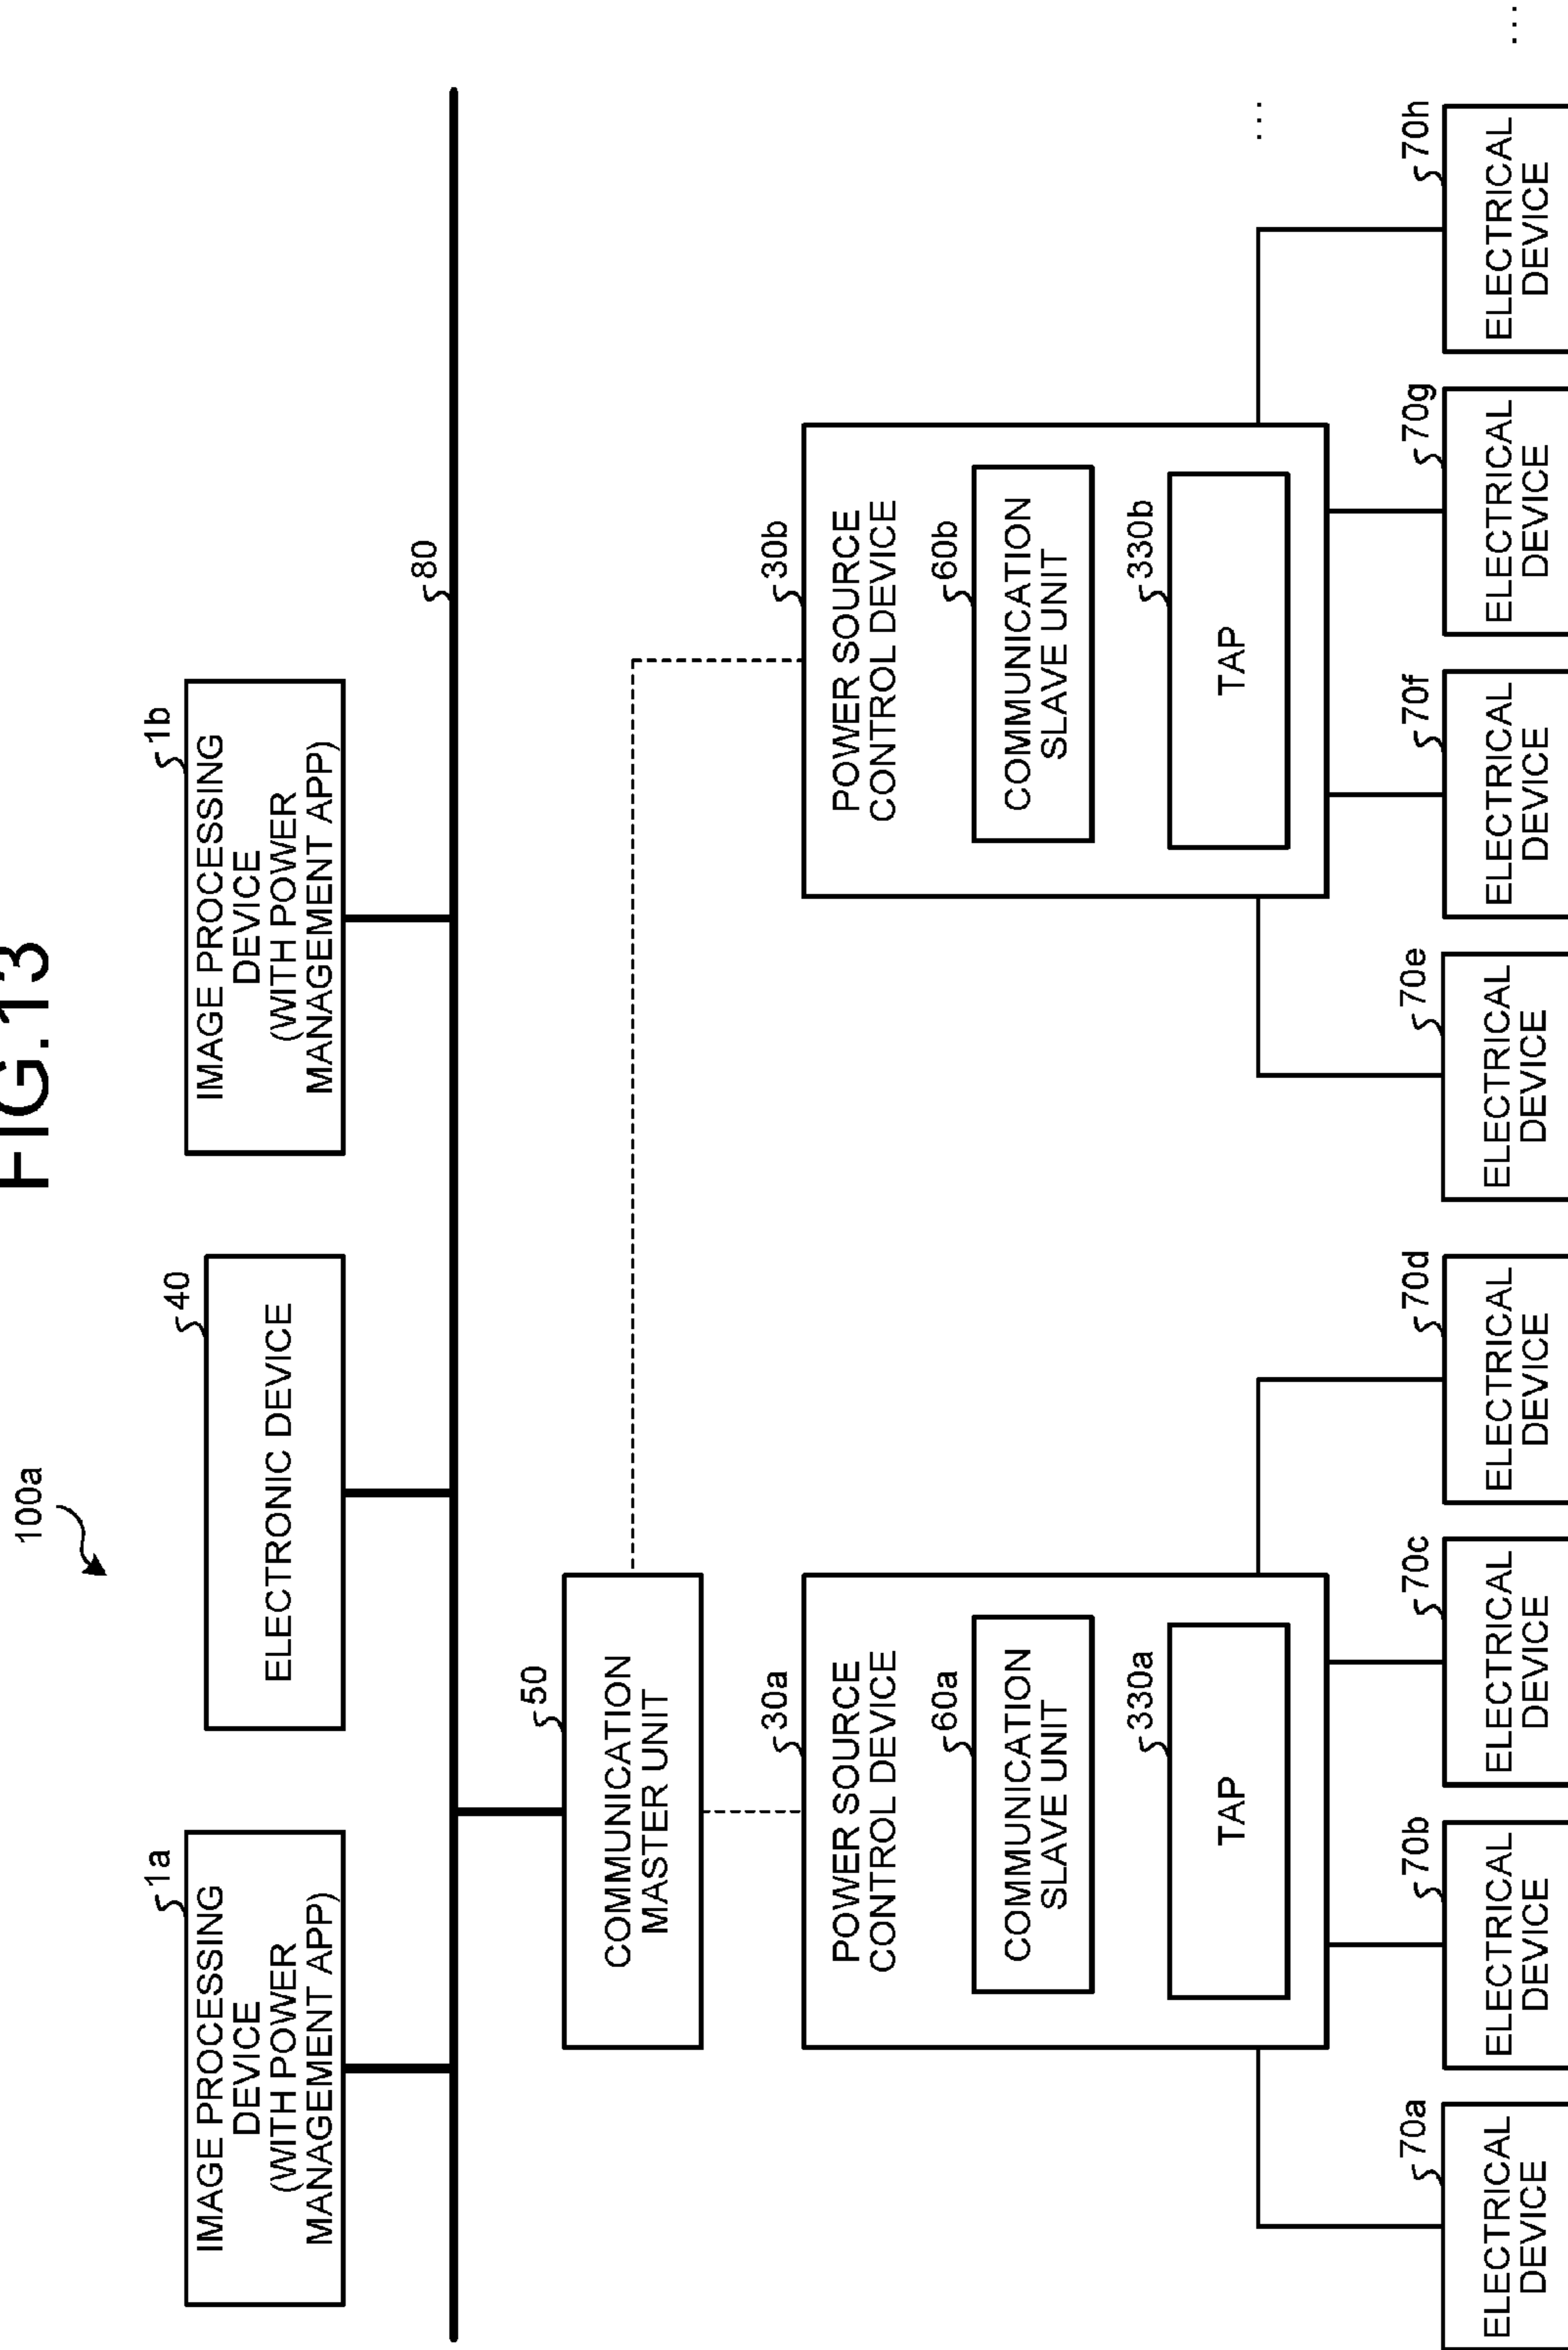 FIG.13
100a
1a
IMAGE PROCESSING
DEVICE
(WITH POWER
MANAGEMENT APP)
40
ELECTRONIC DEVICE
1b
IMAGE PROCESSING
DEVICE
(WITH POWER
MANAGEMENT APP)
80
50
COMMUNICATION
MASTER UNIT
30a
POWER SOURCE
CONTROL DEVICE
60a
COMMUNICATION
SLAVE UNIT
330a
TAP
30b
POWER SOURCE
CONTROL DEVICE
60b
COMMUNICATION
SLAVE UNIT
330b
TAP
...
70a
ELECTRICAL
DEVICE
70b
ELECTRICAL
DEVICE
70c
ELECTRICAL
DEVICE
70d
ELECTRICAL
DEVICE
70e
ELECTRICAL
DEVICE
70f
ELECTRICAL
DEVICE
70g
ELECTRICAL
DEVICE
70h
ELECTRICAL
DEVICE
...